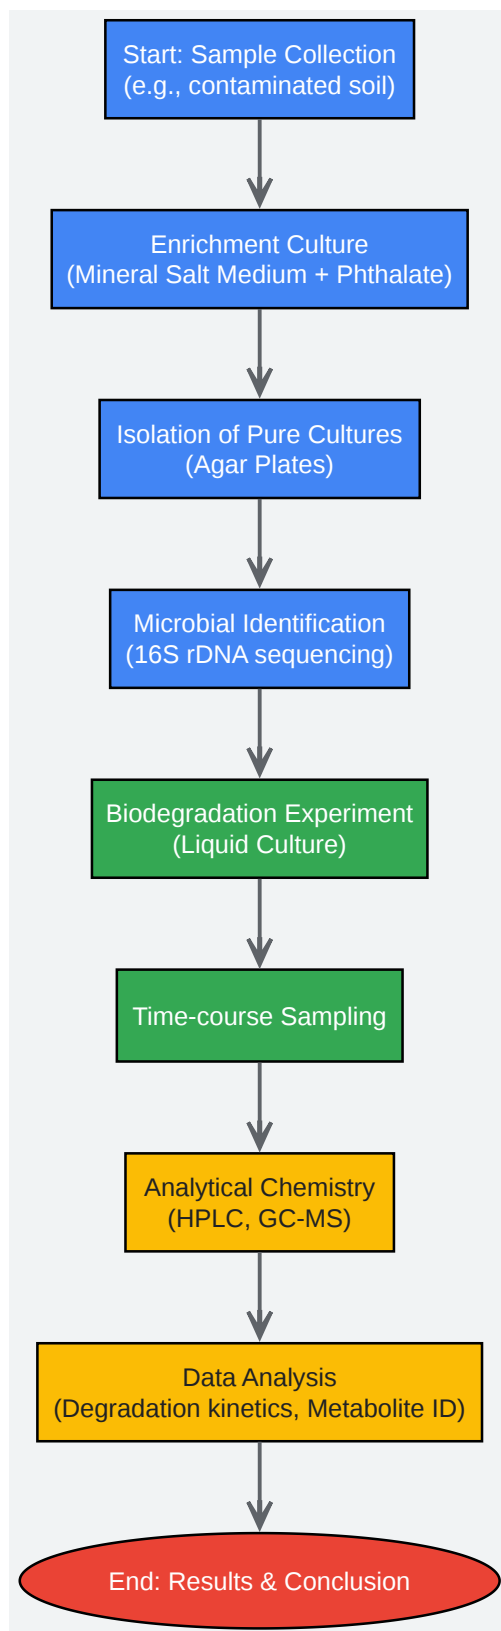 Start: Sample Collection
(e.g., contaminated soil)
Enrichment Culture
(Mineral Salt Medium + Phthalate)
Isolation of Pure Cultures
(Agar Plates)
Microbial Identification
(16S rDNA sequencing)
Biodegradation Experiment
(Liquid Culture)
Time-course Sampling
Analytical Chemistry
(HPLC, GC-MS)
Data Analysis
(Degradation kinetics, Metabolite ID)
End: Results & Conclusion